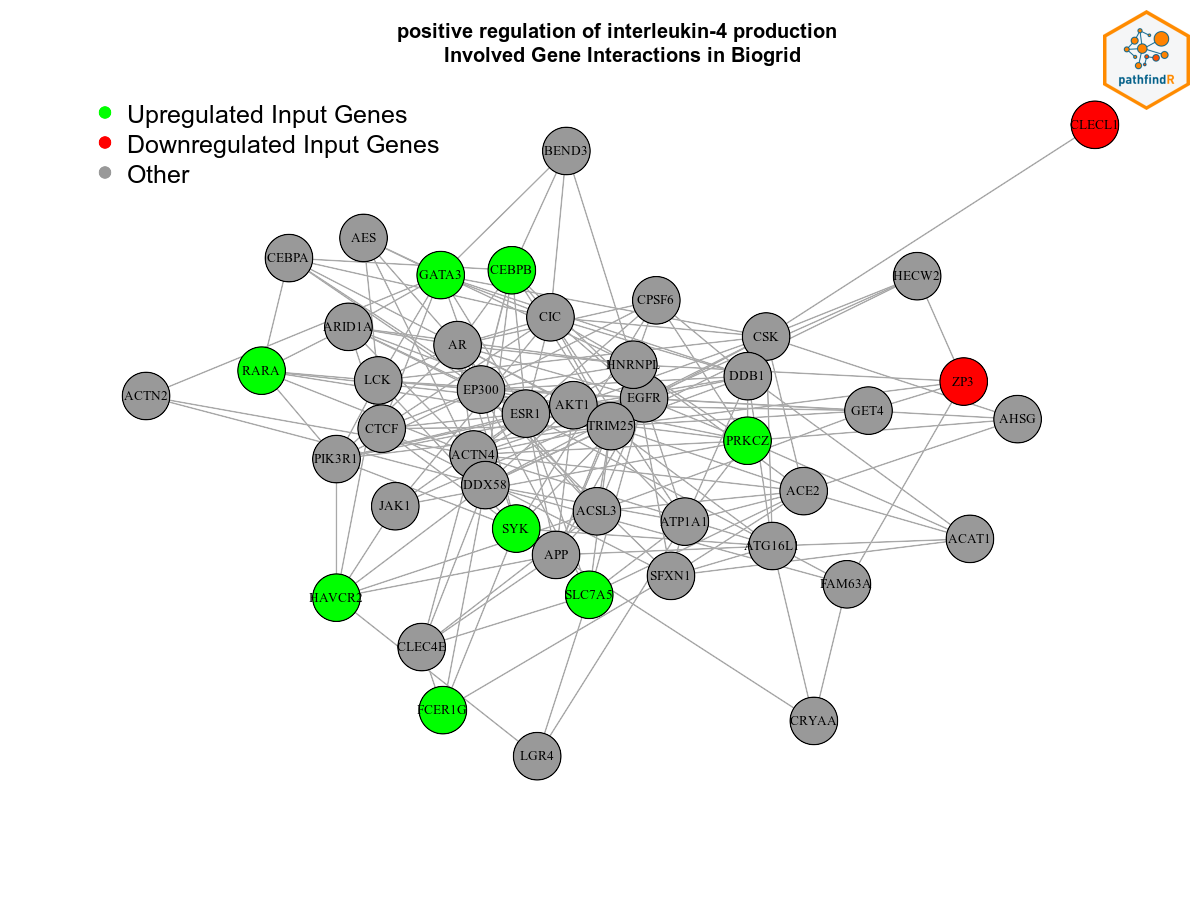 positive regulation of interleukin-4 production
Involved Gene Interactions in Biogrid
pathfindR
Upregulated Input Genes
Downregulated Input Genes
Other
CLECL1
BEND3
AES
CEBPA
GATA3
CEBPB
HECW2
CPSF6
CIC
ARID1A
CSK
AR
HNRNPL
RARA
LCK
DDB1
ZP3
ACTN2
EP300
EGFR
AKT1
GET4
ESR1
AHSG
CTCF
TRIM25
PRKCZ
PIK3R1
ACTN4
DDX58
ACE2
JAK1
ACSL3
ATP1A1
SYK
ACAT1
ATG16L1
APP
SFXN1
FAM63A
HAVCR2
SLC7A5
CLEC4E
FCER1G
CRYAA
LGR4